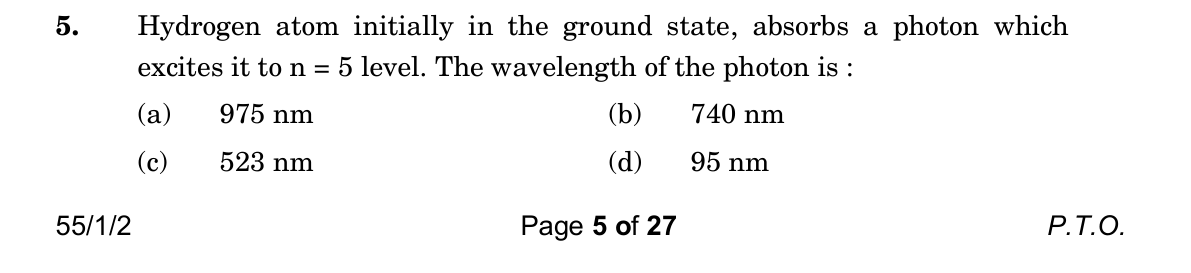 5. Hydrogen atom initially in the ground state, absorbs a photon which
excites it to n = 5 level. The wavelength of the photon is :
(a) 975 nm (b) 740 nm
(c) 523 nm (d) 95 nm
55/1/2 Page 5 of 27 P.T.O.